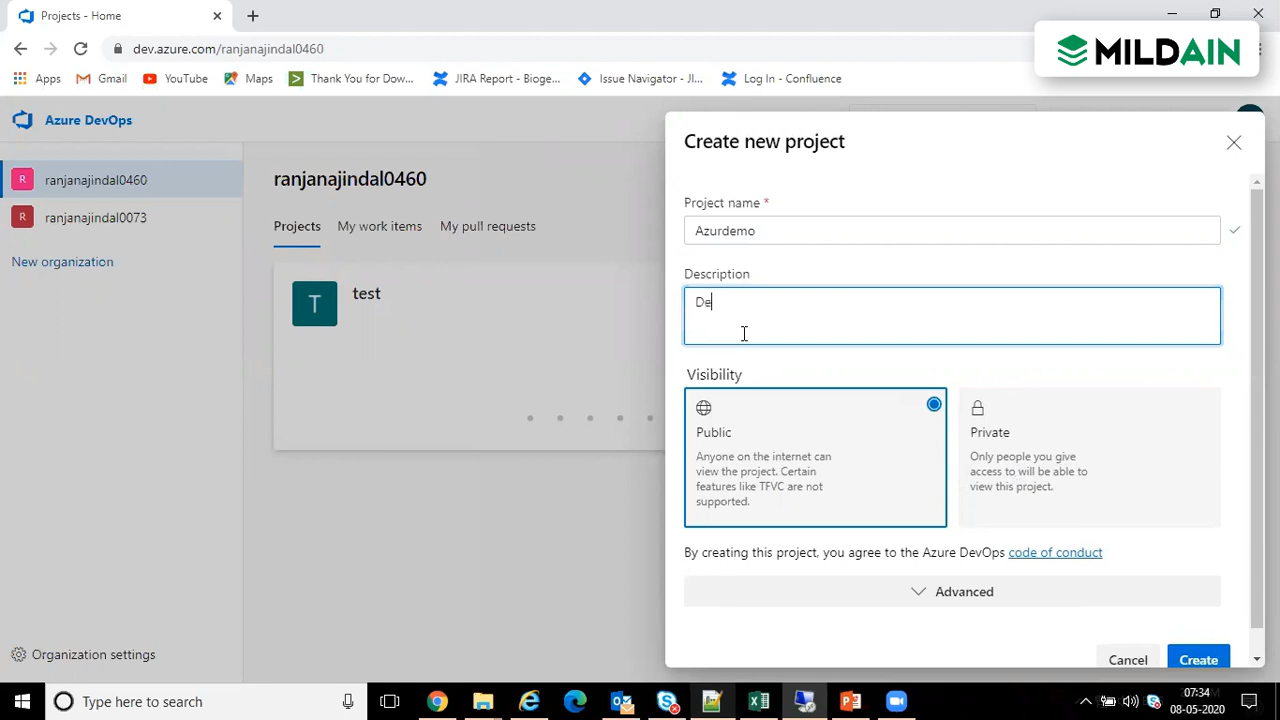 Projects - Home
dev.azure.com/ranjanajindal0460
Apps
Gmail
YouTube
Maps
Thank You for Dow...
JIRA Report - Bioge...
Issue Navigator - JI...
Log In - Confluence
MILDAIN
Azure DevOps
R ranjanajindal0460
R ranjanajindal0073
New organization
Organization settings
ranjanajindal0460
Projects
My work items
My pull requests
T test
Create new project
Project name *
Azurdemo
Description
De
Visibility
Public
Anyone on the internet can
view the project. Certain
features like TFVC are not
supported.
Private
Only people you give
access to will be able to
view this project.
By creating this project, you agree to the Azure DevOps code of conduct
Advanced
Cancel
Create
Type here to search
07:34
08-05-2020